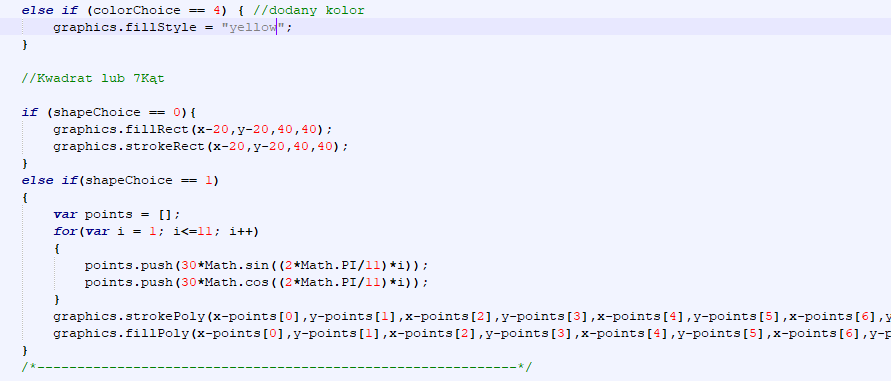 else if (colorChoice == 4) { //dodany kolor
graphics.fillStyle = "yellow";
}
//Kwadrat lub 7Kąt
if (shapeChoice == 0){
graphics.fillRect(x-20,y-20,40,40);
graphics.strokeRect(x-20,y-20,40,40);
}
else if(shapeChoice == 1)
{
var points = [];
for(var i = 1; i<=11; i++)
{
points.push(30*Math.sin((2*Math.PI/11)*i));
points.push(30*Math.cos((2*Math.PI/11)*i));
}
graphics.strokePoly(x-points[0],y-points[1],x-points[2],y-points[3],x-points[4],y-points[5],x-points[6],y
graphics.fillPoly(x-points[0],y-points[1],x-points[2],y-points[3],x-points[4],y-points[5],x-points[6],y-p
}
/*------------------------------------------------------------*/